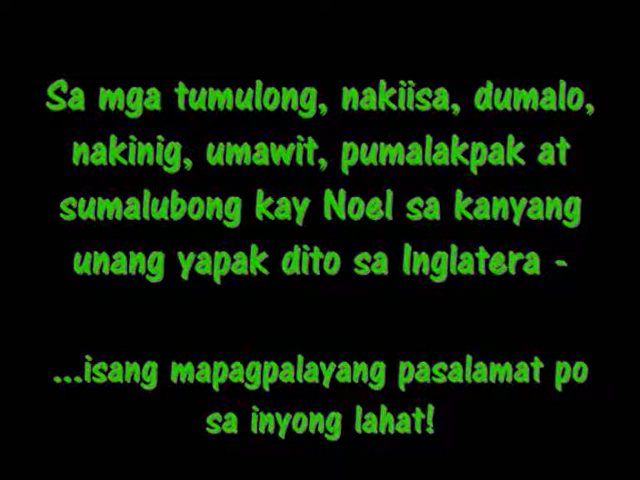 Sa mga tumulong, nakiisa, dumalo,
nakinig, umawit, pumalakpak at
sumalubong kay Noel sa kanyang
unang yapak dito sa Inglatera -
...isang mapagpalayang pasalamat po
sa inyong lahat!